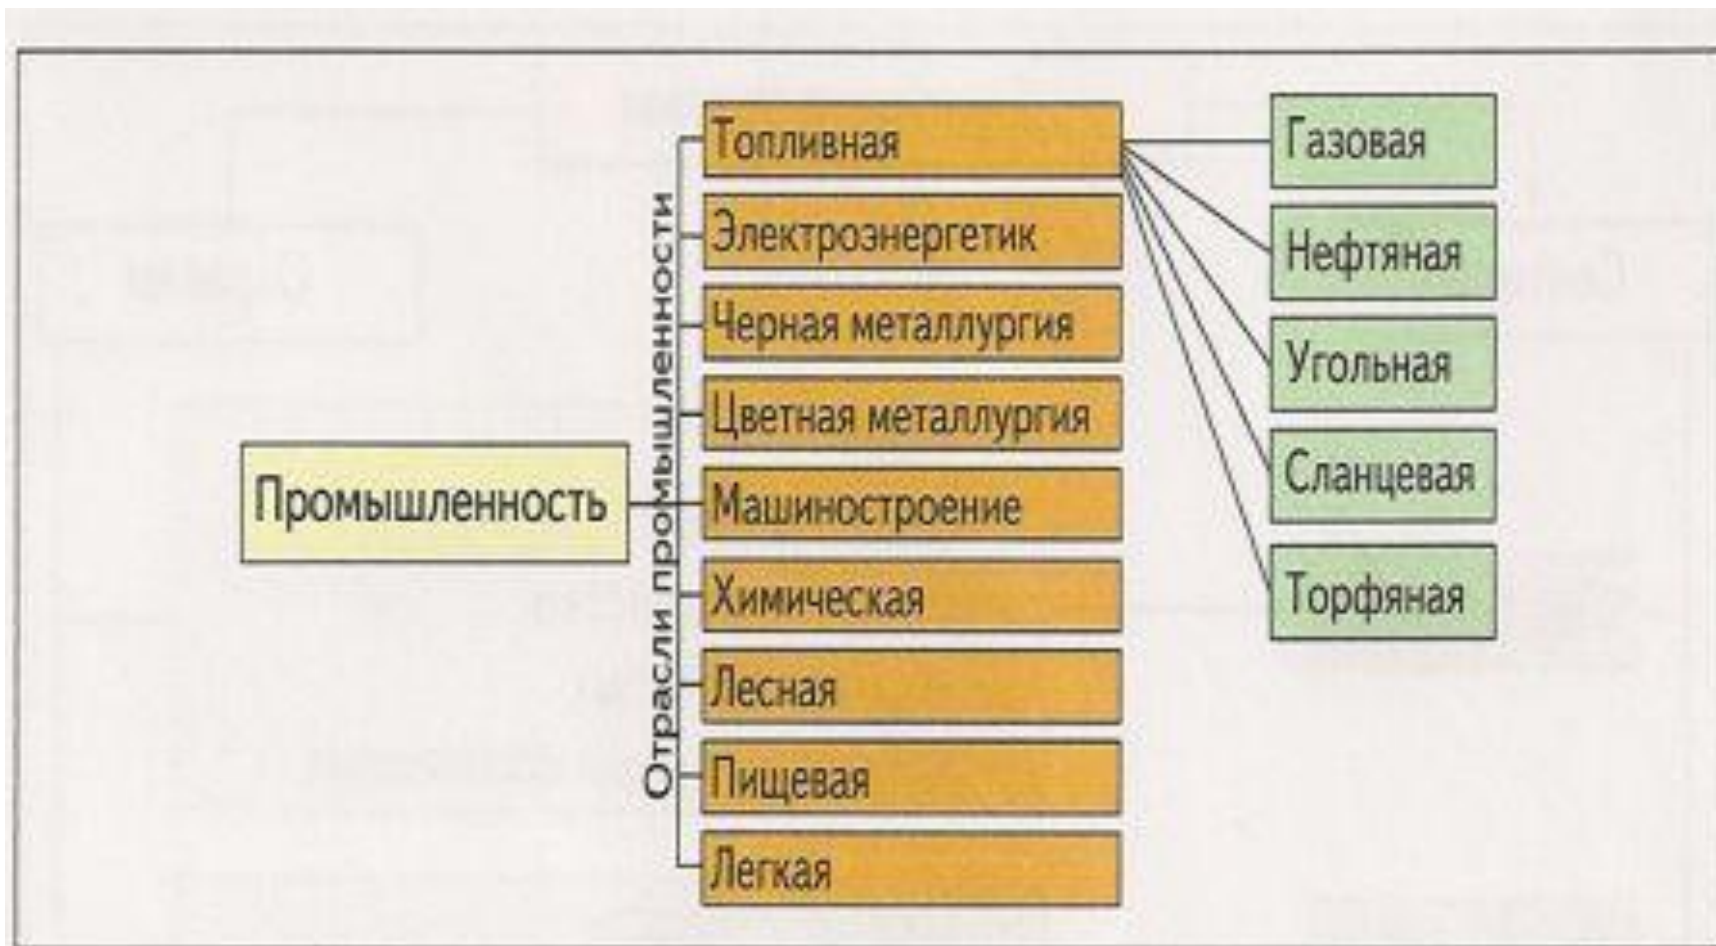 Промышленность
Отрасли промышленности
Топливная
Электроэнергетик
Черная металлургия
Цветная металлургия
Машиностроение
Химическая
Лесная
Пищевая
Легкая
Газовая
Нефтяная
Угольная
Сланцевая
Торфяная